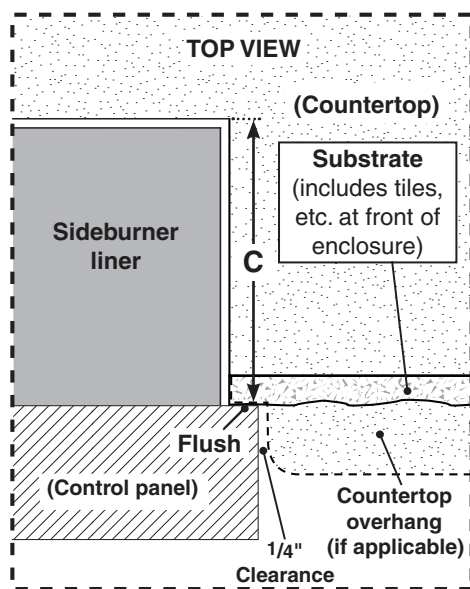 TOP VIEW
(Countertop)
Substrate
(includes tiles,
etc. at front of
enclosure)
Sideburner
liner
C
Flush
(Control panel)
1/4"
Clearance
Countertop
overhang
(if applicable)